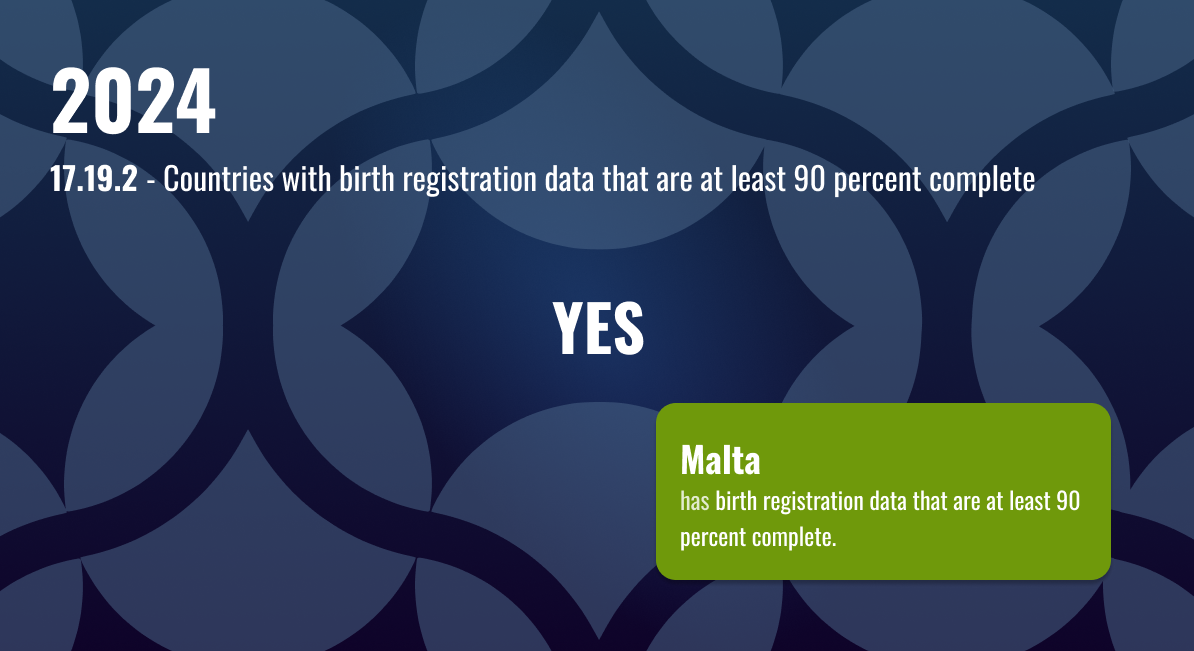 2024
17.19.2 - Countries with birth registration data that are at least 90 percent complete
YES
Malta
has birth registration data that are at least 90
percent complete.